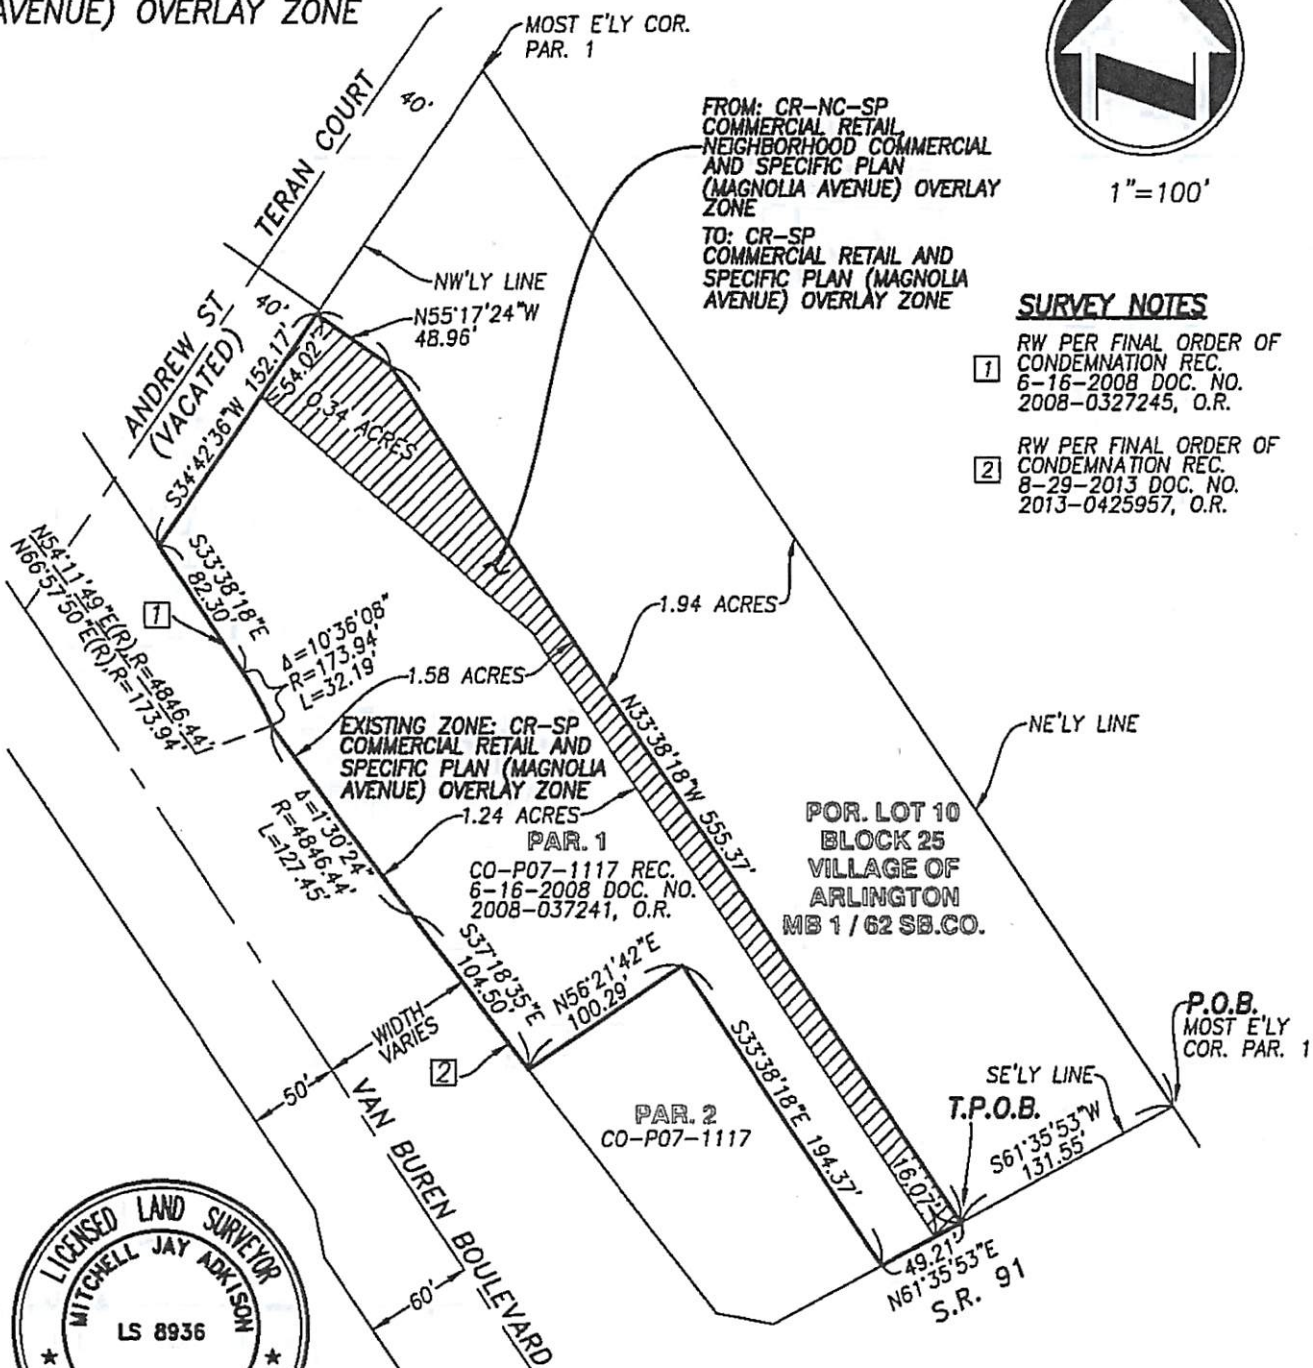 AVENUE) OVERLAY ZONE
MOST E'LY COR.
PAR. 1
TERAN COURT
40'
FROM: CR-NC-SP
COMMERCIAL RETAIL,
NEIGHBORHOOD COMMERCIAL
AND SPECIFIC PLAN
(MAGNOLIA AVENUE) OVERLAY
ZONE
TO: CR-SP
COMMERCIAL RETAIL AND
SPECIFIC PLAN (MAGNOLIA
AVENUE) OVERLAY ZONE
1"=100'
SURVEY NOTES
1
RW PER FINAL ORDER OF
CONDEMNATION REC.
6-16-2008 DOC. NO.
2008-0327245, O.R.
2
RW PER FINAL ORDER OF
CONDEMNATION REC.
8-29-2013 DOC. NO.
2013-0425957, O.R.
NW'LY LINE
N55°17'24"W
48.96'
ANDREW ST
(VACATED)
40'
S34°42'36"W 152.17'
54.02'
0.34 ACRES
S33°38'18"E
82.30'
1
N54°11'49"E(R),R=4846.44'
N66°57'50"E(R),R=173.94'
Δ=10°36'08"
R=173.94'
L=32.19'
1.94 ACRES
1.58 ACRES
EXISTING ZONE: CR-SP
COMMERCIAL RETAIL AND
SPECIFIC PLAN (MAGNOLIA
AVENUE) OVERLAY ZONE
N33°38'18"W 555.37'
NE'LY LINE
Δ=1°30'24"
R=4846.44'
L=127.45'
1.24 ACRES
PAR. 1
CO-P07-1117 REC.
6-16-2008 DOC. NO.
2008-037241, O.R.
POR. LOT 10
BLOCK 25
VILLAGE OF
ARLINGTON
MB 1 / 62 SB.CO.
S37°18'35"E
104.50'
N56°21'42"E
100.29'
WIDTH
VARIES
2
50'
S33°38'18"E 194.37'
PAR. 2
CO-P07-1117
P.O.B.
MOST E'LY
COR. PAR. 1
SE'LY LINE
T.P.O.B.
S61°35'53"W
131.55'
16.07'
49.21'
N61°35'53"E
S.R. 91
VAN BUREN BOULEVARD
60'
LICENSED LAND SURVEYOR
MITCHELL JAY ADKISON
LS 8936